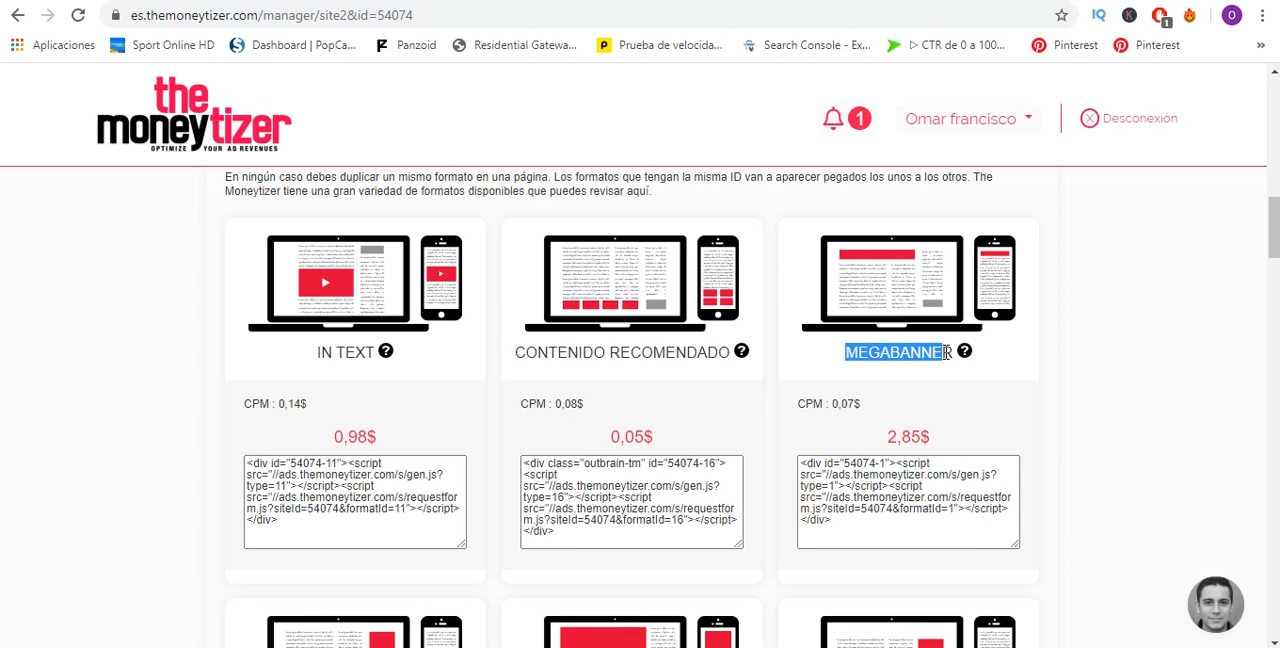 es.themoneytizer.com/manager/site2&id=54074
IQ
K
1
O
Aplicaciones
Sport Online HD
Dashboard | PopCa...
Panzoid
Residential Gatewa...
Prueba de velocida...
Search Console - Ex...
▷ CTR de 0 a 100...
Pinterest
Pinterest
»
the
moneytizer
OPTIMIZE YOUR AD REVENUES
1
Omar francisco
X Desconexión
En ningún caso debes duplicar un mismo formato en una página. Los formatos que tengan la misma ID van a aparecer pegados los unos a los otros. The
Moneytizer tiene una gran variedad de formatos disponibles que puedes revisar aquí.
IN TEXT ?
CPM : 0,14$
0,98$
<div id="54074-11"><script
src="//ads.themoneytizer.com/s/gen.js?
type=11"></script><script
src="//ads.themoneytizer.com/s/requestfor
m.js?siteId=54074&formatId=11"></script>
</div>
CONTENIDO RECOMENDADO ?
CPM : 0,08$
0,05$
<div class="outbrain-tm" id="54074-16">
<script
src="//ads.themoneytizer.com/s/gen.js?
type=16"></script><script
src="//ads.themoneytizer.com/s/requestfor
m.js?siteId=54074&formatId=16"></script>
</div>
MEGABANNER ?
CPM : 0,07$
2,85$
<div id="54074-1"><script
src="//ads.themoneytizer.com/s/gen.js?
type=1"></script><script
src="//ads.themoneytizer.com/s/requestfor
m.js?siteId=54074&formatId=1"></script>
</div>